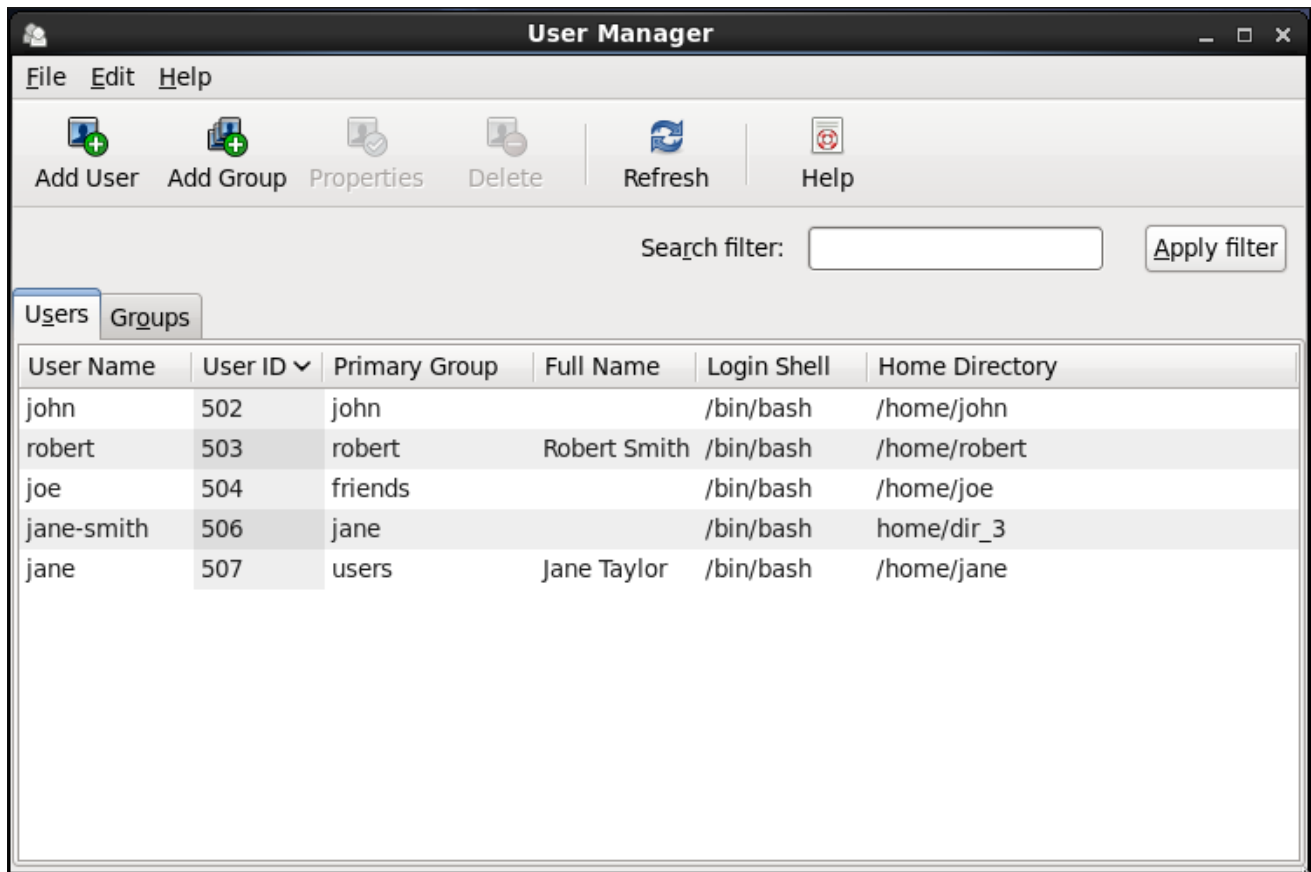 User Manager
File Edit Help
Add User Add Group Properties Delete Refresh Help
Search filter: Apply filter
Users Groups
User Name User ID Primary Group Full Name Login Shell Home Directory
john 502 john /bin/bash /home/john
robert 503 robert Robert Smith /bin/bash /home/robert
joe 504 friends /bin/bash /home/joe
jane-smith 506 jane /bin/bash home/dir_3
jane 507 users Jane Taylor /bin/bash /home/jane